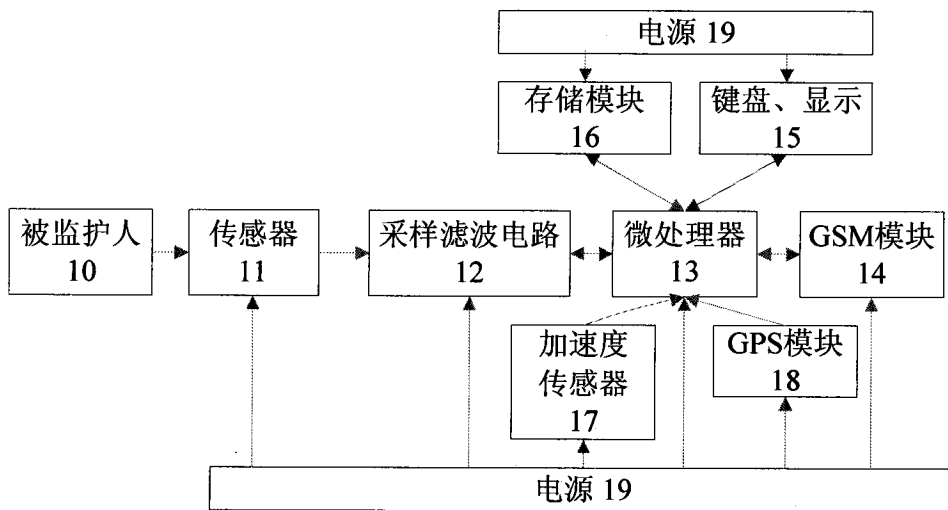 电源 19
存储模块
16
键盘、显示
15
被监护人
10
传感器
11
采样滤波电路
12
微处理器
13
GSM模块
14
加速度
传感器
17
GPS模块
18
电源 19